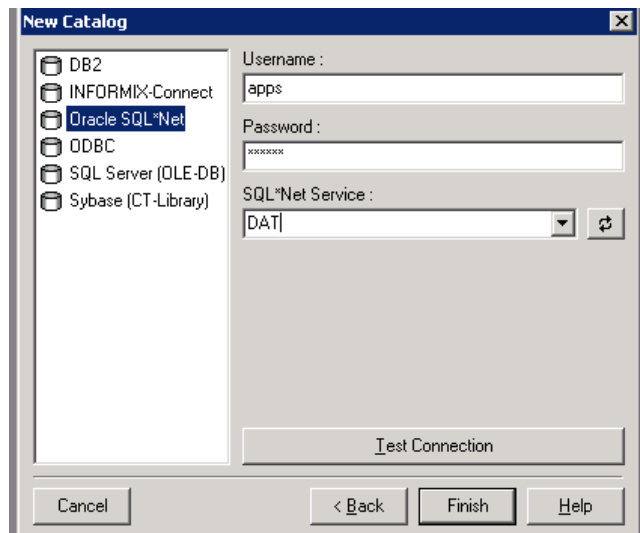 New Catalog
DB2
INFORMIX-Connect
Oracle SQL*Net
ODBC
SQL Server (OLE-DB)
Sybase (CT-Library)
Username :
apps
Password :
******
SQL*Net Service :
DAT
Test Connection
Cancel
< Back
Finish
Help